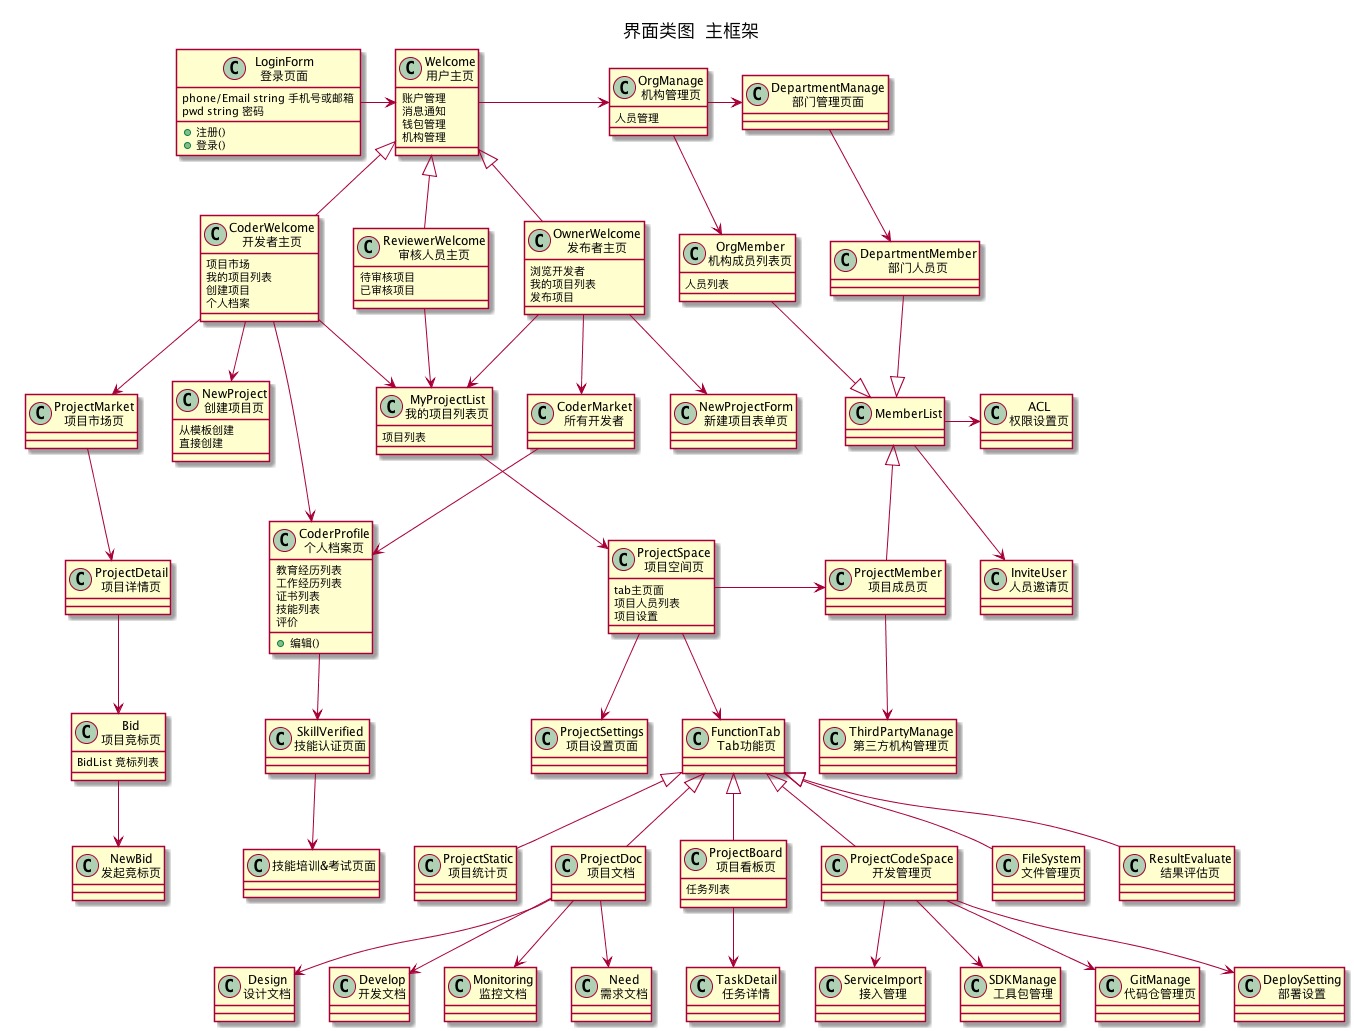 界面类图 主框架
C LoginForm
登录页面
phone/Email string 手机号或邮箱
pwd string 密码
注册()
登录()
C Welcome
用户主页
账户管理
消息通知
钱包管理
机构管理
C OrgManage
机构管理页
人员管理
C DepartmentManage
部门管理页面
C CoderWelcome
开发者主页
项目市场
我的项目列表
创建项目
个人档案
C ReviewerWelcome
审核人员主页
待审核项目
已审核项目
C OwnerWelcome
发布者主页
浏览开发者
我的项目列表
发布项目
C OrgMember
机构成员列表页
人员列表
C DepartmentMember
部门人员页
C ProjectMarket
项目市场页
C NewProject
创建项目页
从模板创建
直接创建
C MyProjectList
我的项目列表页
项目列表
C CoderMarket
所有开发者
C NewProjectForm
新建项目表单页
C MemberList
C ACL
权限设置页
C ProjectDetail
项目详情页
C CoderProfile
个人档案页
教育经历列表
工作经历列表
证书列表
技能列表
评价
编辑()
C ProjectSpace
项目空间页
tab主页面
项目人员列表
项目设置
C ProjectMember
项目成员页
C InviteUser
人员邀请页
C Bid
项目竞标页
BidList 竞标列表
C SkillVerified
技能认证页面
C ProjectSettings
项目设置页面
C FunctionTab
Tab功能页
C ThirdPartyManage
第三方机构管理页
C NewBid
发起竞标页
C 技能培训&考试页面
C ProjectStatic
项目统计页
C ProjectDoc
项目文档
C ProjectBoard
项目看板页
任务列表
C ProjectCodeSpace
开发管理页
C FileSystem
文件管理页
C ResultEvaluate
结果评估页
C Design
设计文档
C Develop
开发文档
C Monitoring
监控文档
C Need
需求文档
C TaskDetail
任务详情
C ServiceImport
接入管理
C SDKManage
工具包管理
C GitManage
代码仓管理页
C DeploySetting
部署设置